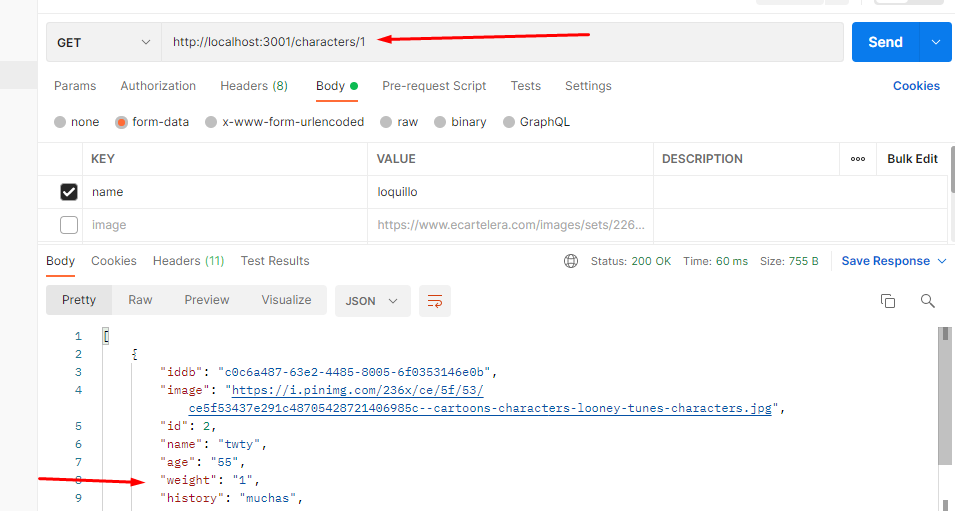 GET http://localhost:3001/characters/1 Send
Params Authorization Headers (8) Body Pre-request Script Tests Settings Cookies
none form-data x-www-form-urlencoded raw binary GraphQL
KEY VALUE DESCRIPTION Bulk Edit
name loquillo
image https://www.ecartelera.com/images/sets/226...
Body Cookies Headers (11) Test Results Status: 200 OK Time: 60 ms Size: 755 B Save Response
Pretty Raw Preview Visualize JSON
1 [
2 {
3 "iddb": "c0c6a487-63e2-4485-8005-6f0353146e0b",
4 "image": "https://i.pinimg.com/236x/ce/5f/53/
ce5f53437e291c48705428721406985c--cartoons-characters-looney-tunes-characters.jpg",
5 "id": 2,
6 "name": "twty",
7 "age": "55",
8 "weight": "1",
9 "history": "muchas",